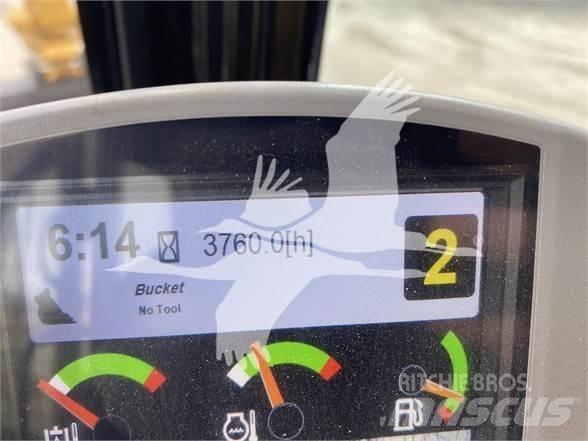 6:14 3760.0[h] 2
Bucket
No Tool
RITCHIE BROS.
MASCUS